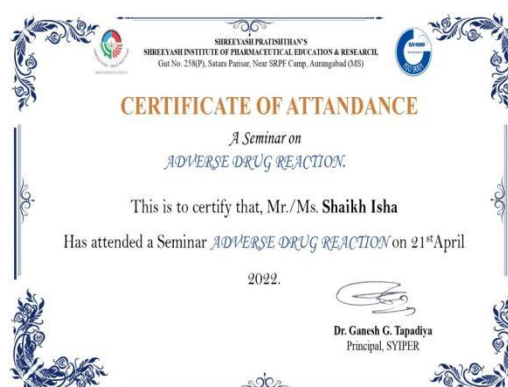 SHREEYASH PRATISHTHAN'S
SHREEYASH INSTITUTE OF PHARMACEUTICAL EDUCATION & RESEARCH,
Gut No. 258(P), Satara Parisar, Near SRPF Camp, Aurangabad (MS)
CERTIFICATE OF ATTANDANCE
A Seminar on
ADVERSE DRUG REACTION.
This is to certify that, Mr./Ms. Shaikh Isha
Has attended a Seminar ADVERSE DRUG REACTION on 21stApril
2022.
Dr. Ganesh G. Tapadiya
Principal, SYIPER